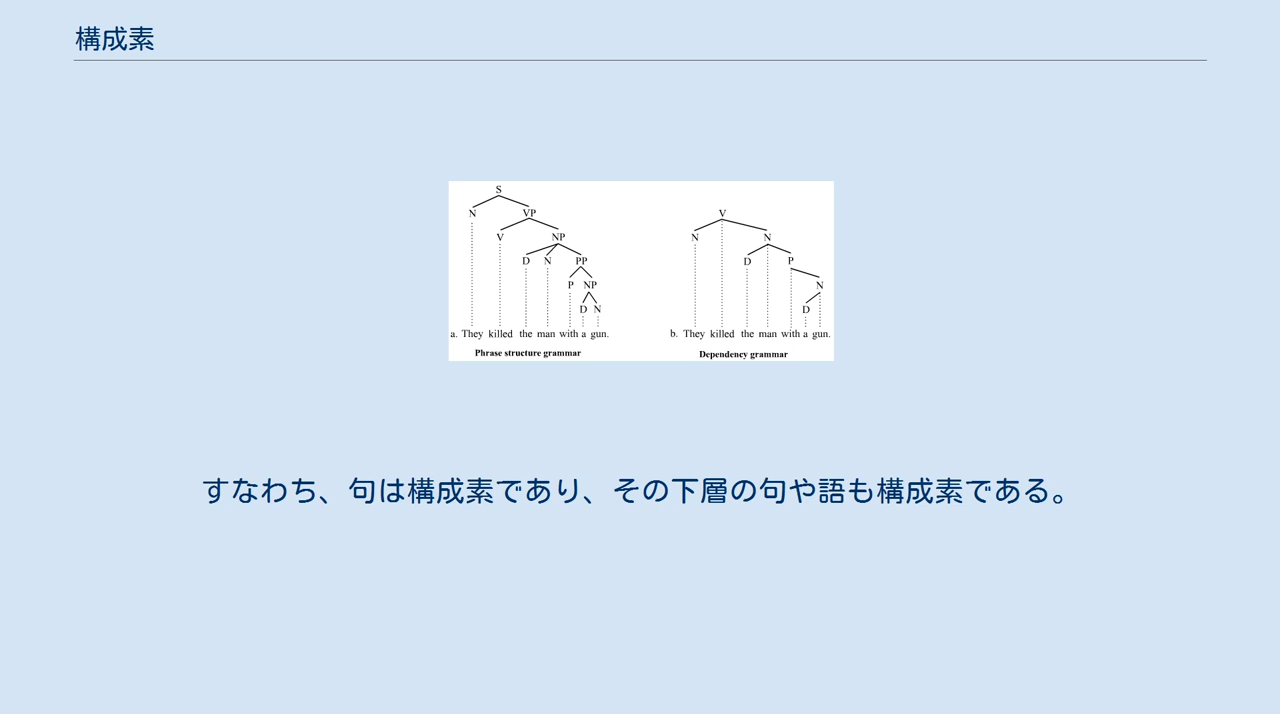 構成素
S
N VP V
V NP N N
D N PP D P
P NP N
D N D
a. They killed the man with a gun. b. They killed the man with a gun.
Phrase structure grammar Dependency grammar
すなわち、句は構成素であり、その下層の句や語も構成素である。